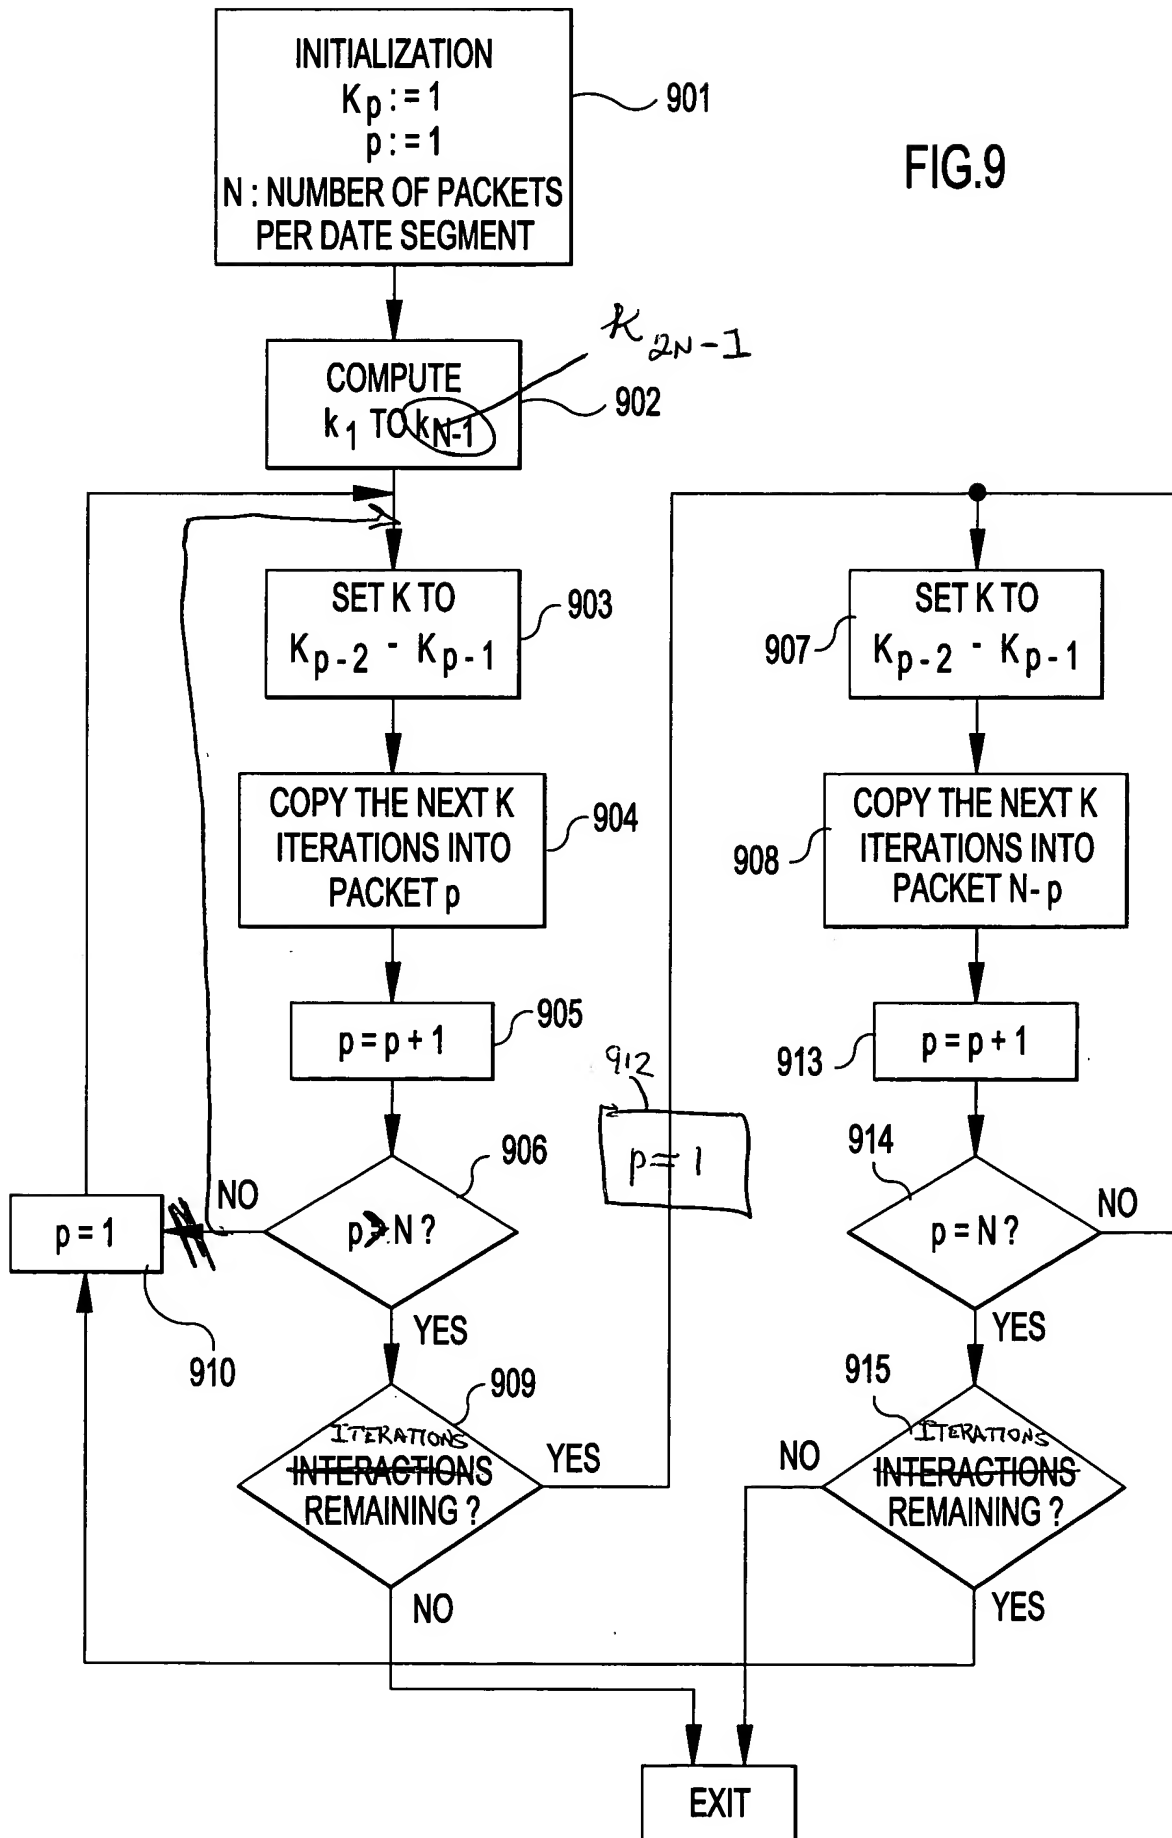 INITIALIZATION
Kp := 1
p := 1
N : NUMBER OF PACKETS
PER DATE SEGMENT
901
FIG.9
K2N-1
COMPUTE
k1 TO kN-1
902
SET K TO
Kp-2 - Kp-1
903
SET K TO
Kp-2 - Kp-1
907
COPY THE NEXT K
ITERATIONS INTO
PACKET p
904
COPY THE NEXT K
ITERATIONS INTO
PACKET N-p
908
p = p + 1
905
p = p + 1
913
912
p = 1
906
p > N ?
NO
YES
914
p = N ?
NO
YES
p = 1
910
909
ITERATIONS
INTERACTIONS
REMAINING ?
YES
NO
915
ITERATIONS
INTERACTIONS
REMAINING ?
NO
YES
EXIT